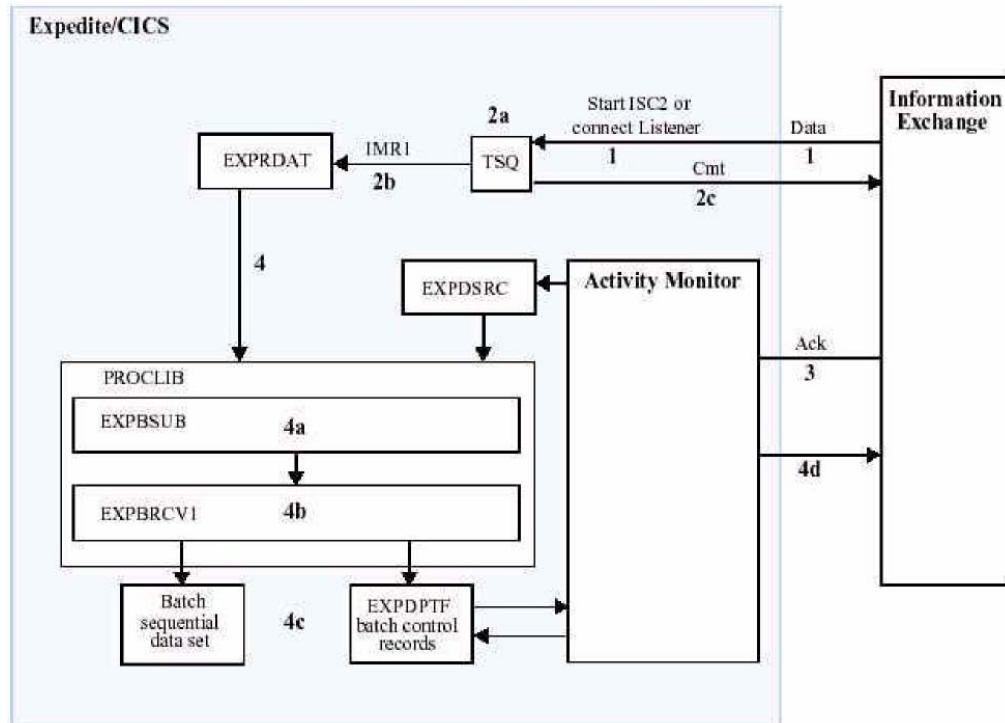 Expedite/CICS
Information
Exchange
Start ISC2 or
connect Listener
1
Data
1
2a
TSQ
IMR1
2b
EXPRDAT
Cmt
2c
4
EXPDSRC
Activity Monitor
Ack
3
PROCLIB
EXPBSUB
4a
4d
EXPBRCV1
4b
Batch
sequential
data set
4c
EXPDPTF
batch control
records